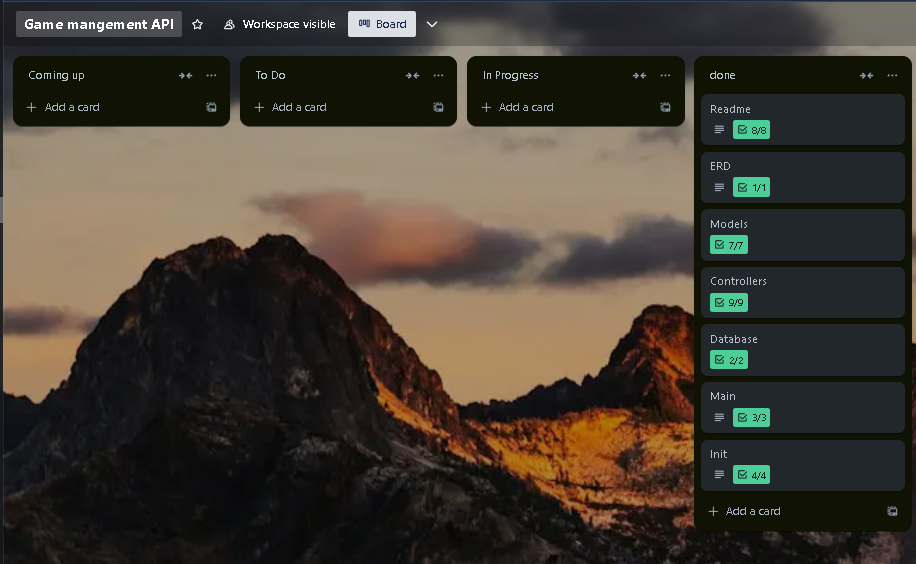 Game mangement API
Workspace visible
Board
Coming up
Add a card
To Do
Add a card
In Progress
Add a card
done
Readme
8/8
ERD
1/1
Models
7/7
Controllers
9/9
Database
2/2
Main
3/3
Init
4/4
Add a card